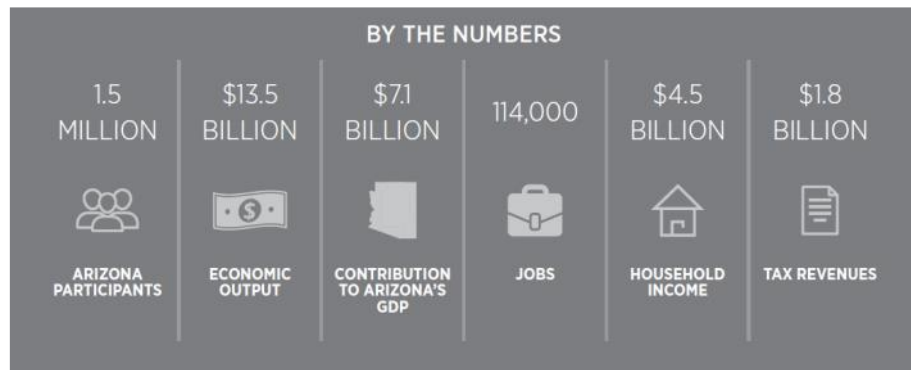 BY THE NUMBERS
1.5
MILLION
ARIZONA
PARTICIPANTS
$13.5
BILLION
$
ECONOMIC
OUTPUT
$7.1
BILLION
CONTRIBUTION
TO ARIZONA'S
GDP
114,000
JOBS
$4.5
BILLION
HOUSEHOLD
INCOME
$1.8
BILLION
TAX REVENUES